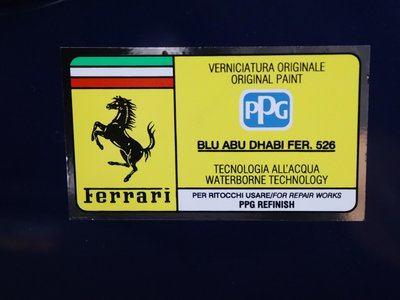 VERNICIATURA ORIGINALE
ORIGINAL PAINT
PPG
BLU ABU DHABI FER. 526
TECNOLOGIA ALL'ACQUA
WATERBORNE TECHNOLOGY
Ferrari
PER RITOCCHI USARE/FOR REPAIR WORKS
PPG REFINISH